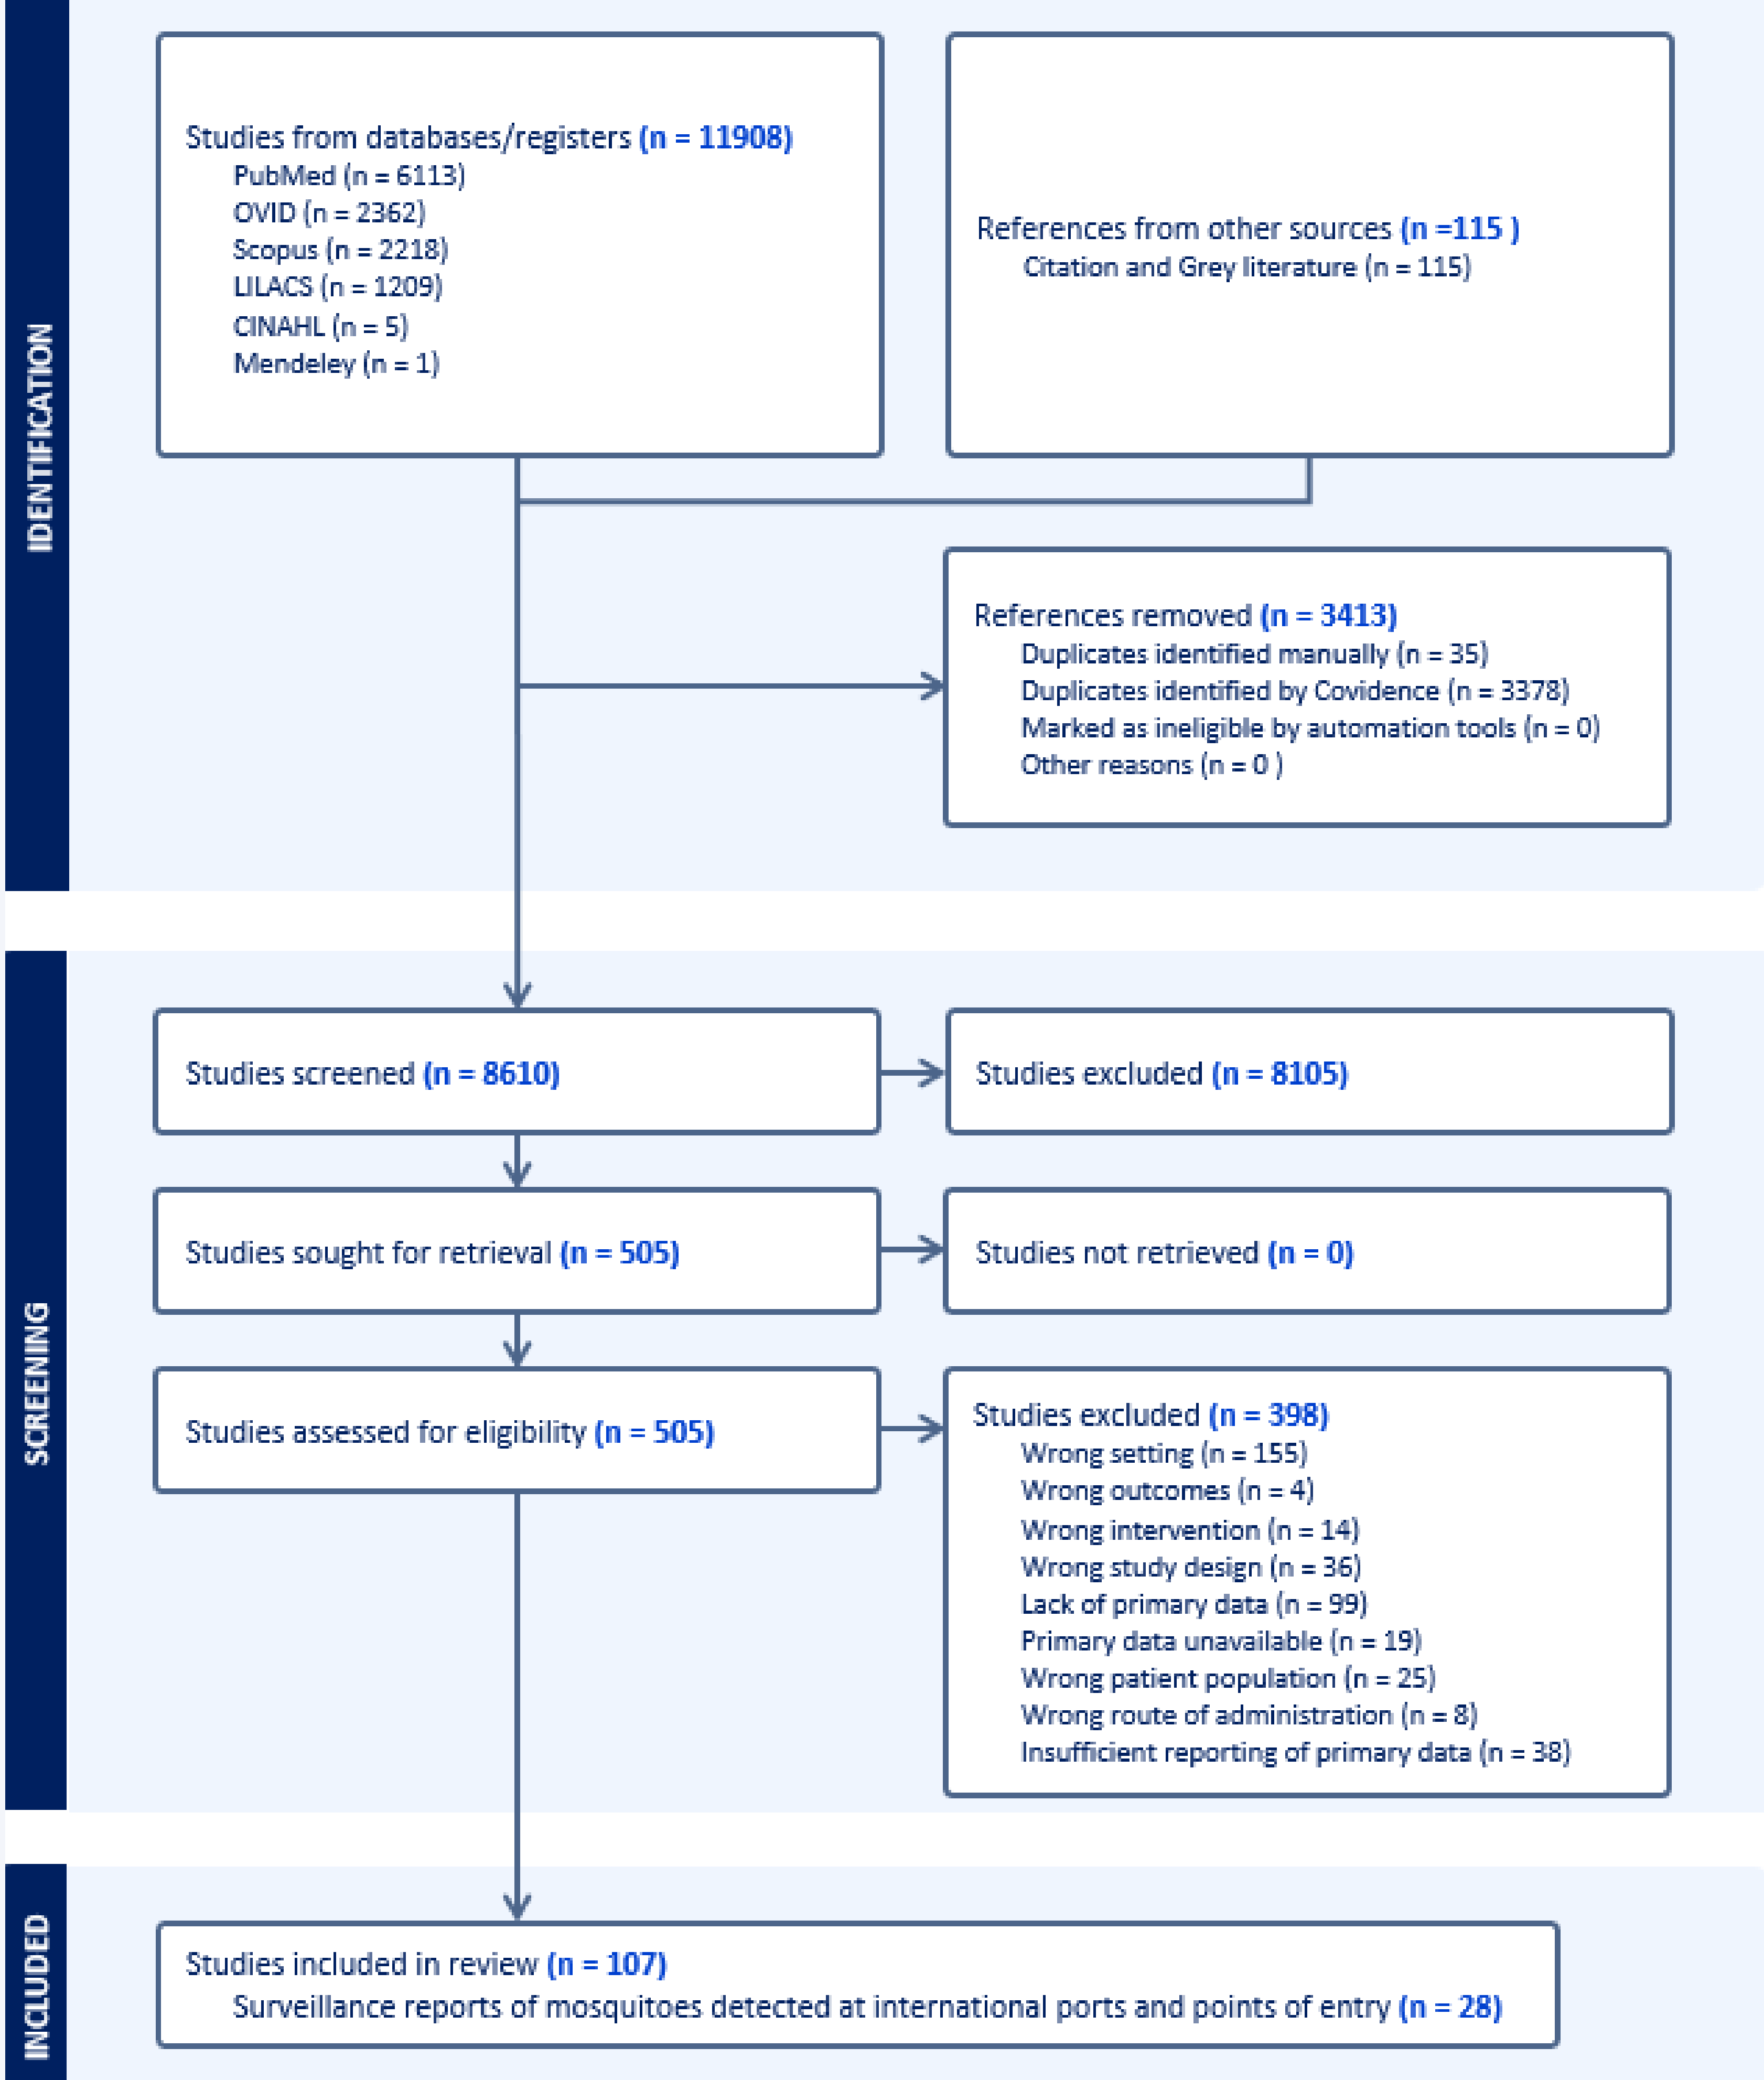 IDENTIFICATION
Studies from databases/registers (n = 11908)
PubMed (n = 6113)
OVID (n = 2362)
Scopus (n = 2218)
LILACS (n = 1209)
CINAHL (n = 5)
Mendeley (n = 1)
References from other sources (n =115 )
Citation and Grey literature (n = 115)
References removed (n = 3413)
Duplicates identified manually (n = 35)
Duplicates identified by Covidence (n = 3378)
Marked as ineligible by automation tools (n = 0)
Other reasons (n = 0 )
SCREENING
Studies screened (n = 8610)
Studies excluded (n = 8105)
Studies sought for retrieval (n = 505)
Studies not retrieved (n = 0)
Studies assessed for eligibility (n = 505)
Studies excluded (n = 398)
Wrong setting (n = 155)
Wrong outcomes (n = 4)
Wrong intervention (n = 14)
Wrong study design (n = 36)
Lack of primary data (n = 99)
Primary data unavailable (n = 19)
Wrong patient population (n = 25)
Wrong route of administration (n = 8)
Insufficient reporting of primary data (n = 38)
INCLUDED
Studies included in review (n = 107)
Surveillance reports of mosquitoes detected at international ports and points of entry (n = 28)